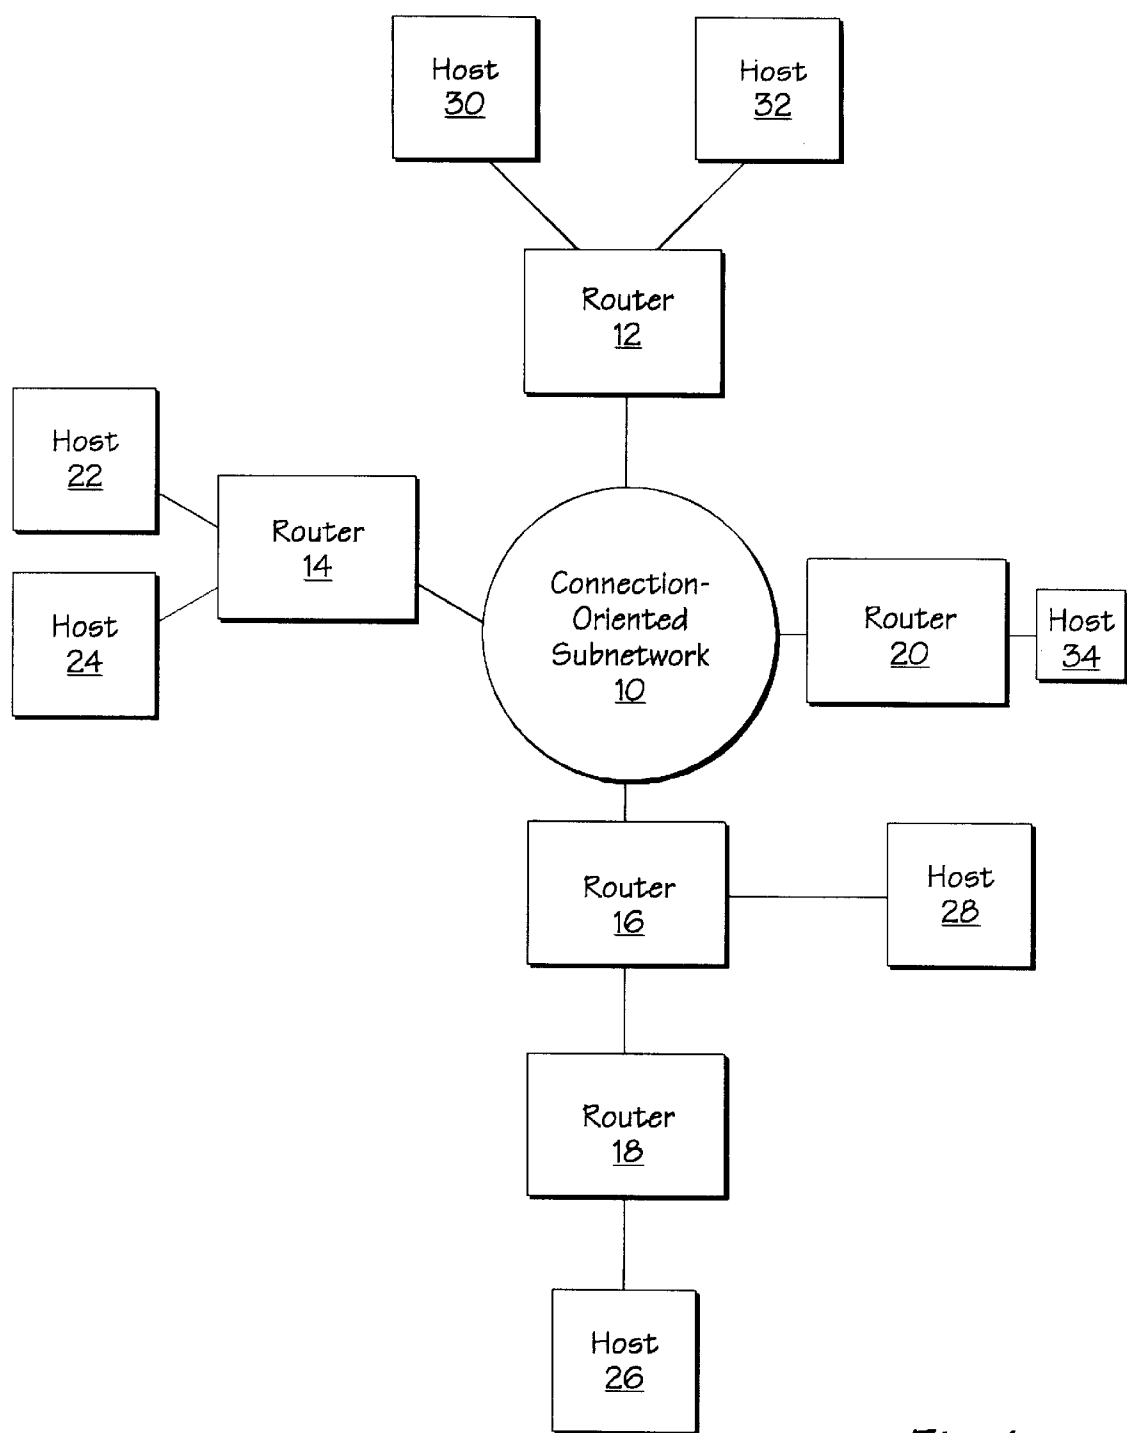 Host
30
Host
32
Router
12
Host
22
Router
14
Host
24
Connection-
Oriented
Subnetwork
10
Router
20
Host
34
Router
16
Host
28
Router
18
Host
26